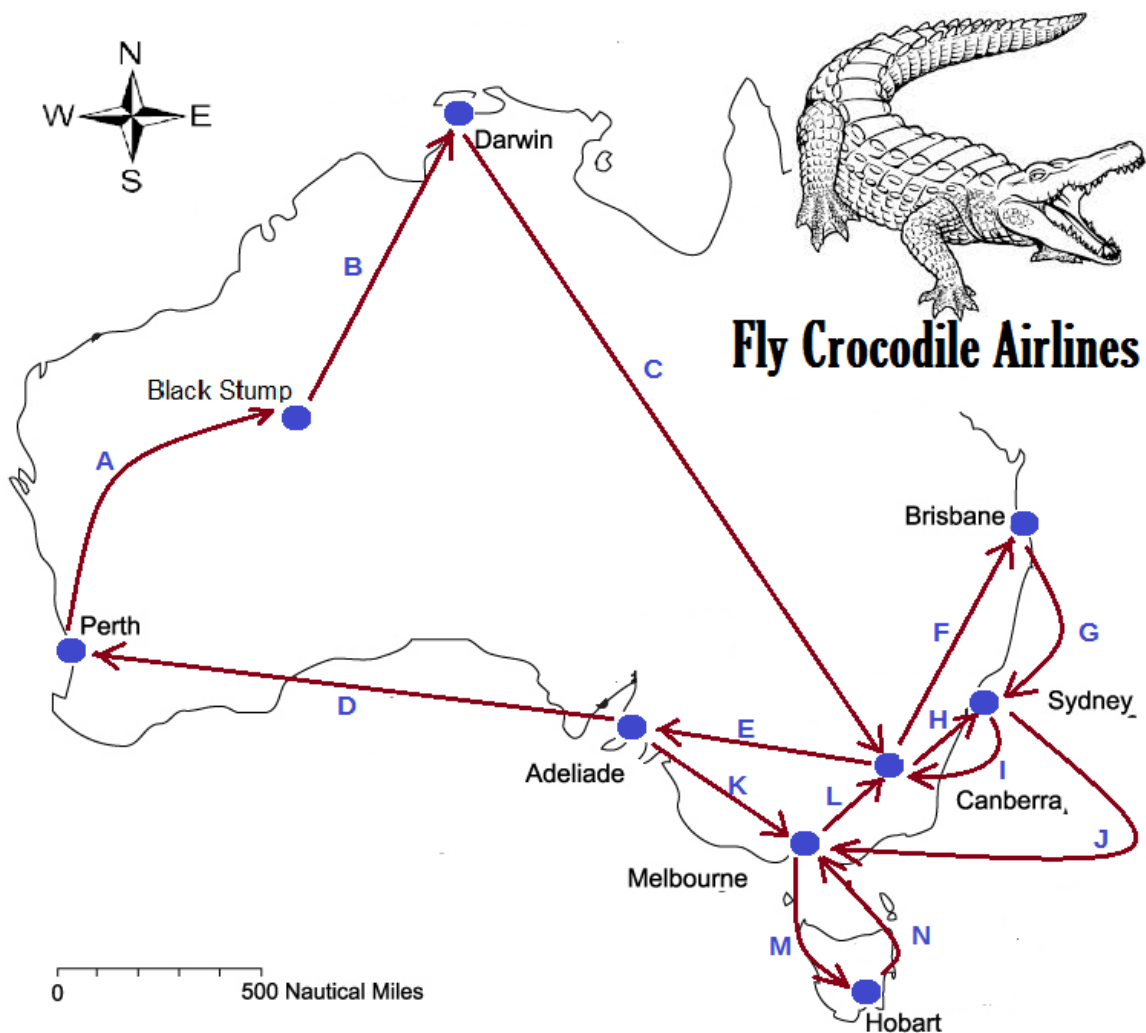 N
W E
S
Darwin
B
Fly Crocodile Airlines
C
Black Stump
A
Brisbane
Perth
F
G
D
Sydney
H
E
Adeliade
I
K
L
Canberra
J
Melbourne
M
N
0 500 Nautical Miles
Hobart